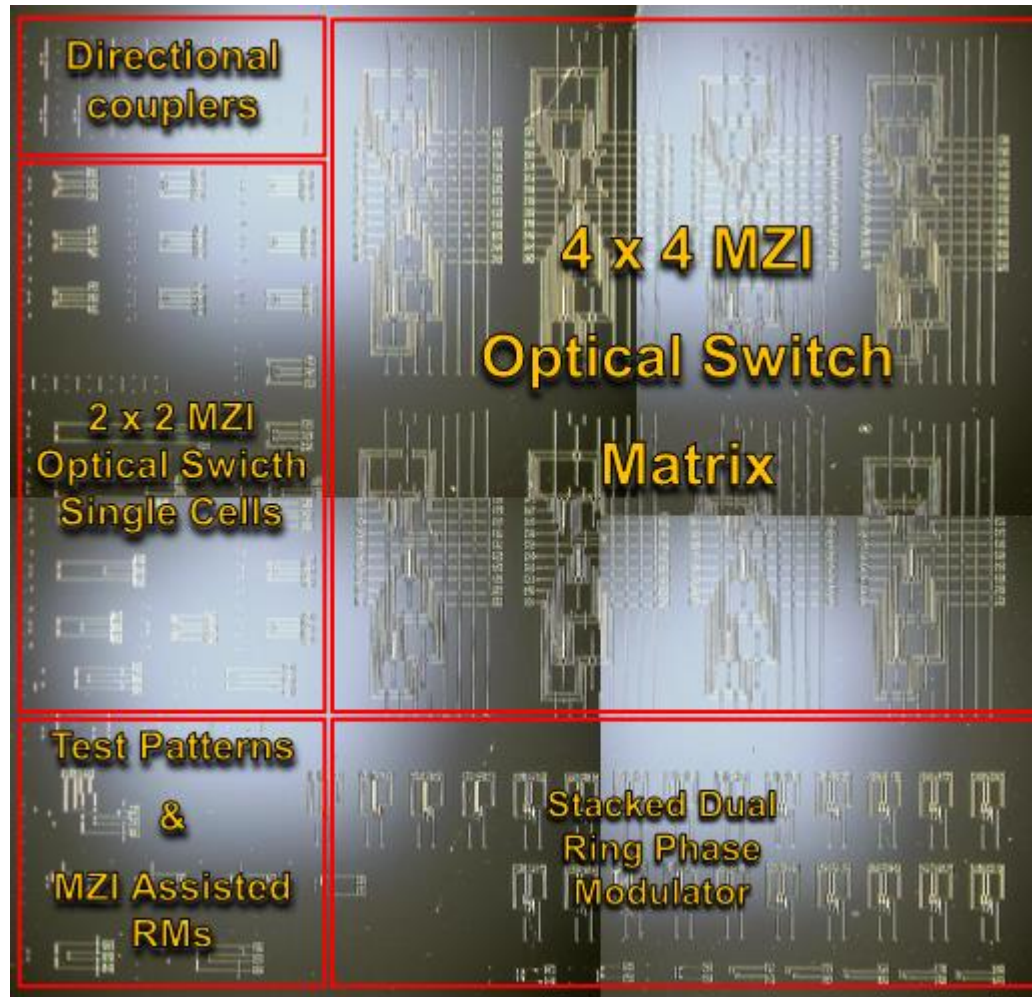 Directional
couplers
4 x 4 MZI
Optical Switch
Matrix
2 x 2 MZI
Optical Swicth
Single Cells
Test Patterns
&
MZI Assisted
RMs
Stacked Dual
Ring Phase
Modulator